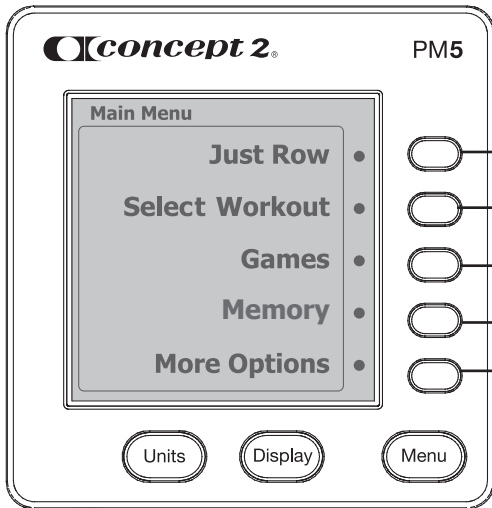 concept 2® PM5
Main Menu
Just Row
Select Workout
Games
Memory
More Options
Units Display Menu